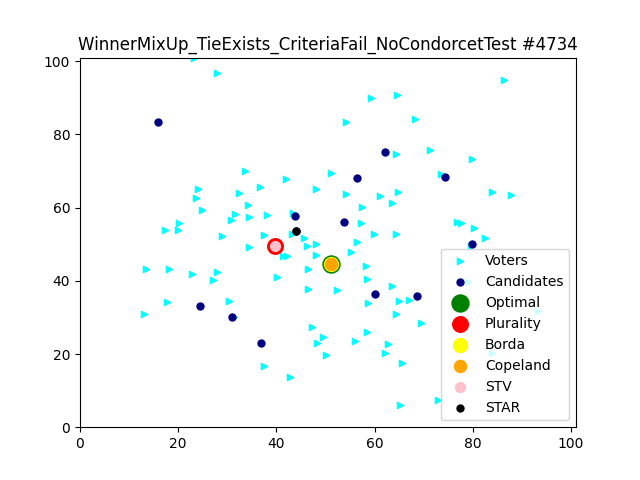 WinnerMixUp_TieExists_CriteriaFail_NoCondorcetTest #4734
100
80
60
40
20
0
0
20
40
60
80
100
Voters
Candidates
Optimal
Plurality
Borda
Copeland
STV
STAR